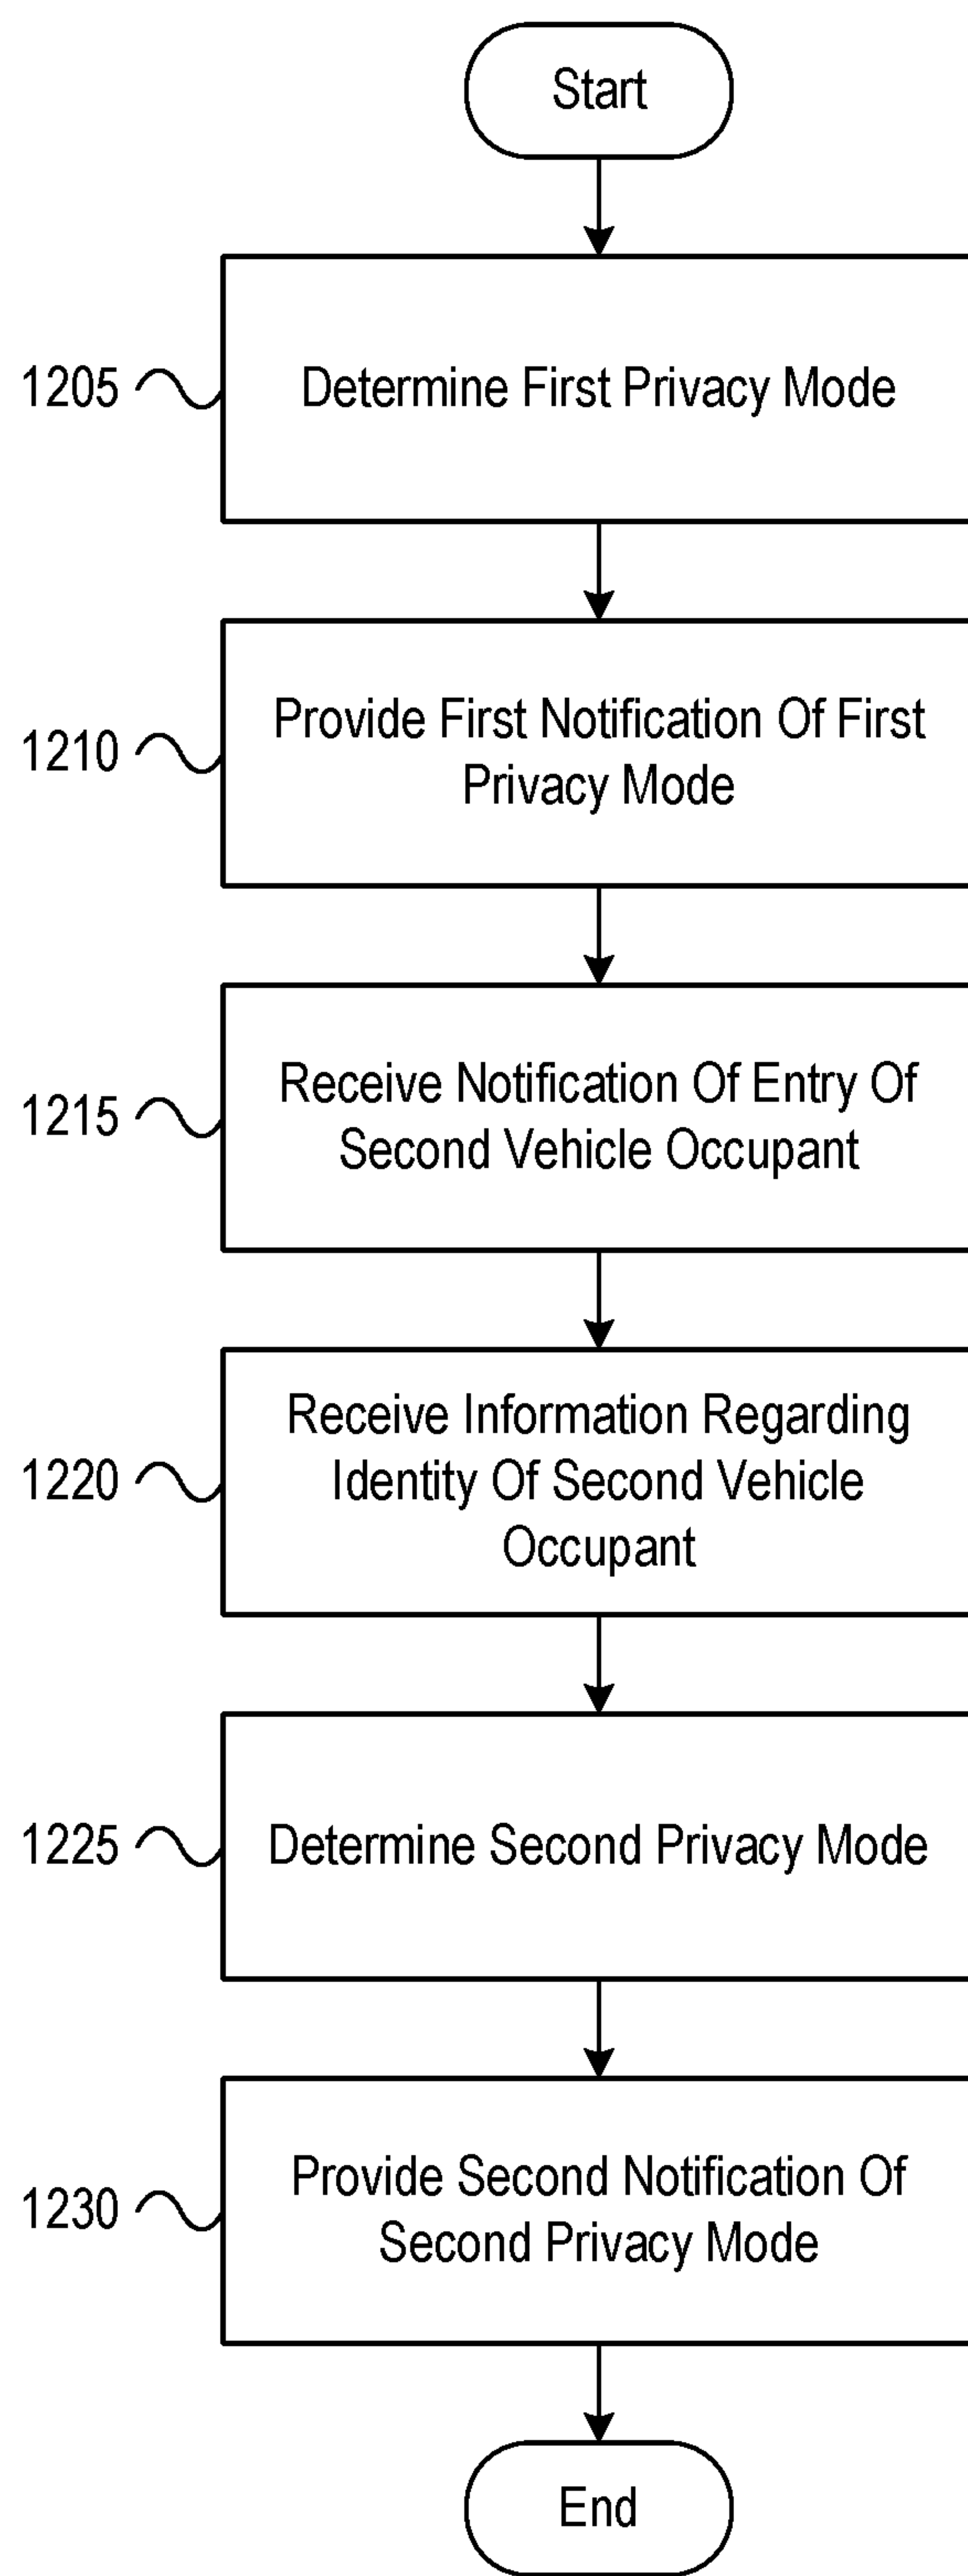 Start
1205
Determine First Privacy Mode
1210
Provide First Notification Of First
Privacy Mode
1215
Receive Notification Of Entry Of
Second Vehicle Occupant
1220
Receive Information Regarding
Identity Of Second Vehicle
Occupant
1225
Determine Second Privacy Mode
1230
Provide Second Notification Of
Second Privacy Mode
End